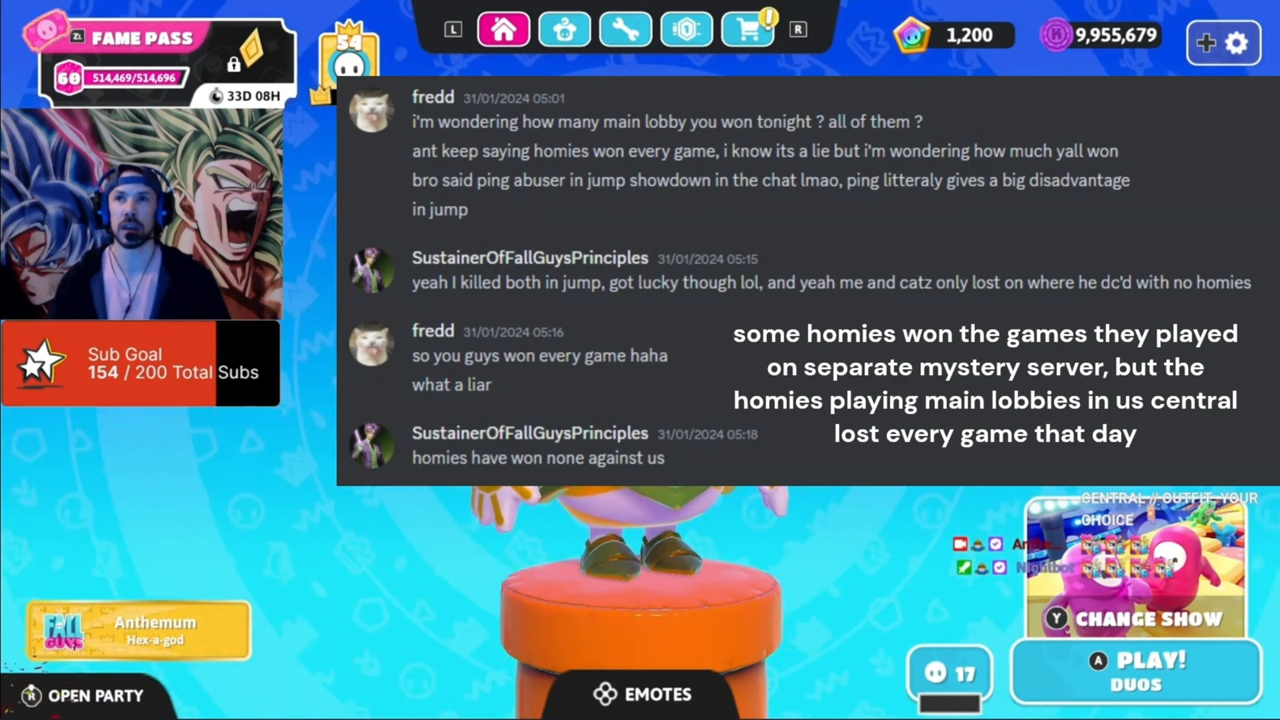 ZL FAME PASS
60 514,469/514,696
33D 08H
54
L
R
1,200
9,955,679
fredd 31/01/2024 05:01
i'm wondering how many main lobby you won tonight ? all of them ?
ant keep saying homies won every game, i know its a lie but i'm wondering how much yall won
bro said ping abuser in jump showdown in the chat lmao, ping litteraly gives a big disadvantage
in jump
SustainerOfFallGuysPrinciples 31/01/2024 05:15
yeah I killed both in jump, got lucky though lol, and yeah me and catz only lost on where he dc'd with no homies
fredd 31/01/2024 05:16
so you guys won every game haha
what a liar
SustainerOfFallGuysPrinciples 31/01/2024 05:18
homies have won none against us
some homies won the games they played
on separate mystery server, but the
homies playing main lobbies in us central
lost every game that day
Sub Goal
154 / 200 Total Subs
CENTRAL // OUTFIT: YOUR
CHOICE
Nightbot
Y CHANGE SHOW
FALL GUYS
Anthemum
Hex-a-god
17
A PLAY!
DUOS
R OPEN PARTY
EMOTES